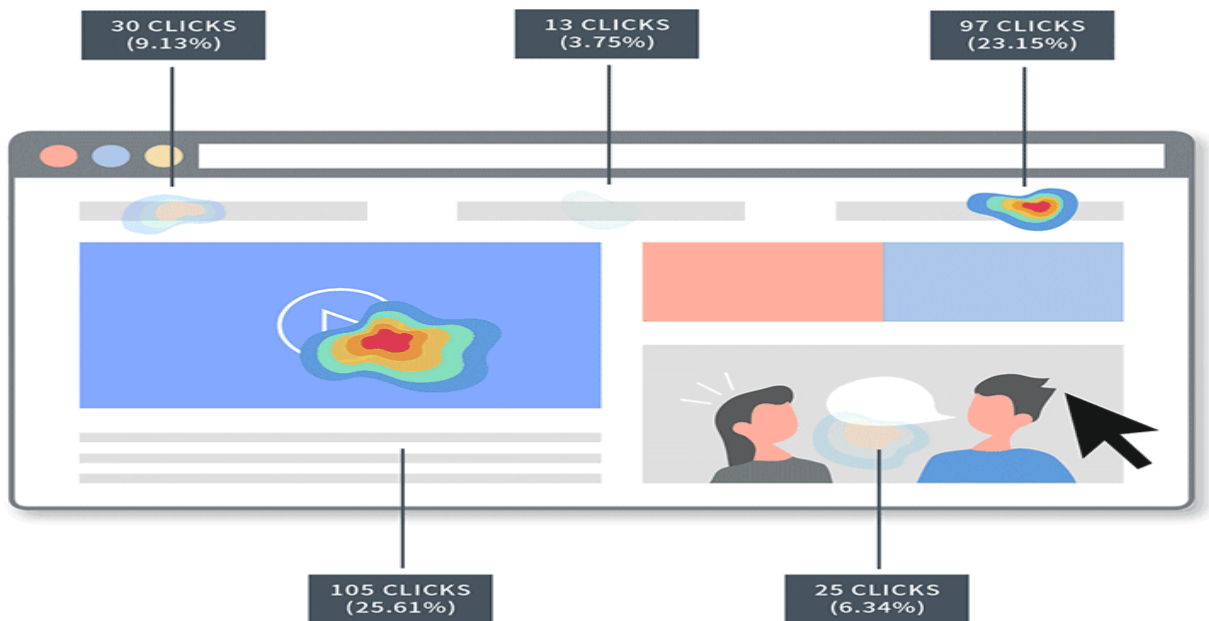 30 CLICKS
(9.13%)
13 CLICKS
(3.75%)
97 CLICKS
(23.15%)
105 CLICKS
(25.61%)
25 CLICKS
(6.34%)